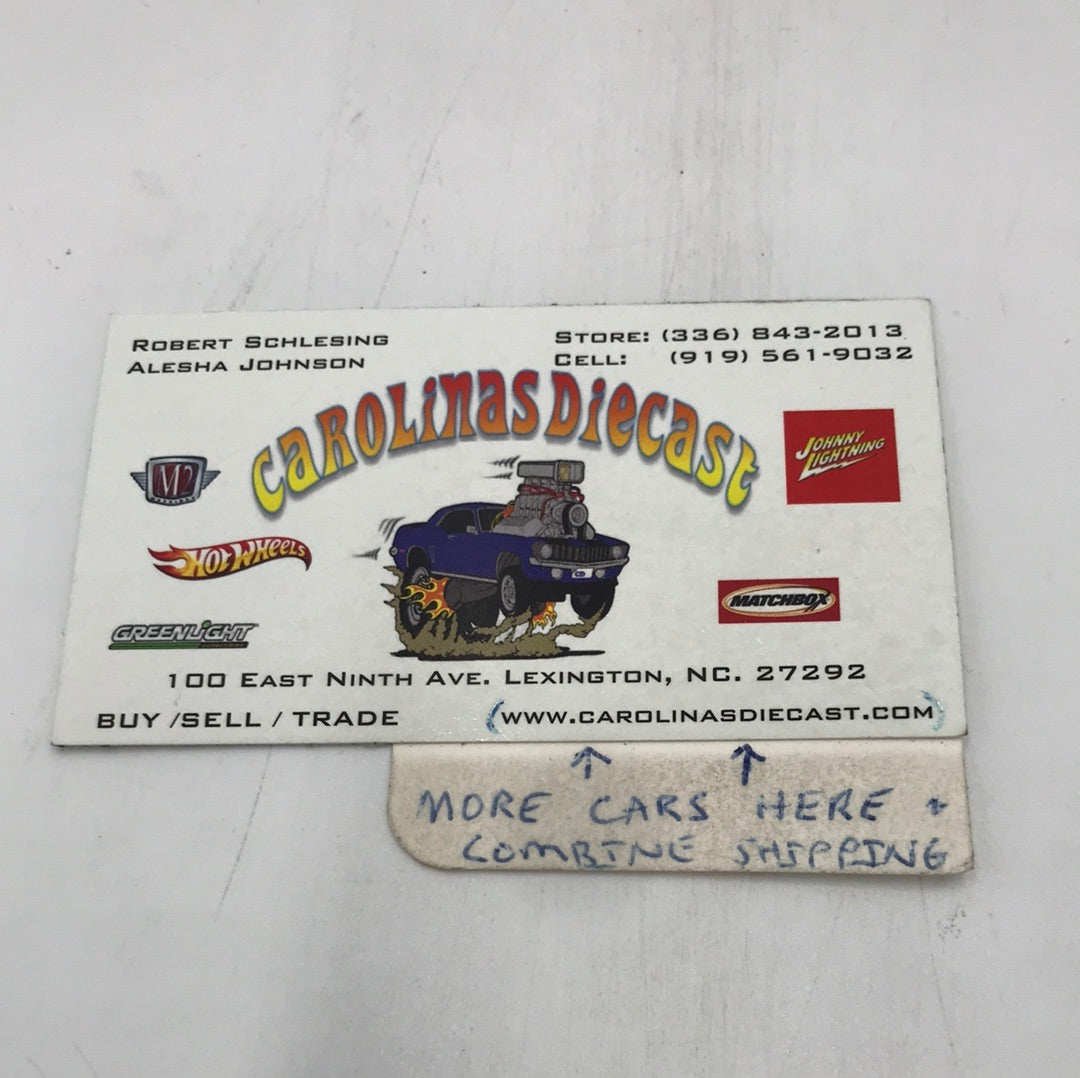 ROBERT SCHLESING
ALESHA JOHNSON
STORE: (336) 843-2013
CELL: (919) 561-9032
CAROLiNAS DiECAST
M2
JOHNNY
LIGHTNING
HOT WHEELS
MATCHBOX
GREENLiGHT
100 EAST NINTH AVE. LEXINGTON, NC. 27292
BUY /SELL / TRADE
(WWW.CAROLINASDIECAST.COM)
↑ ↑
MORE CARS HERE +
COMBINE SHIPPING